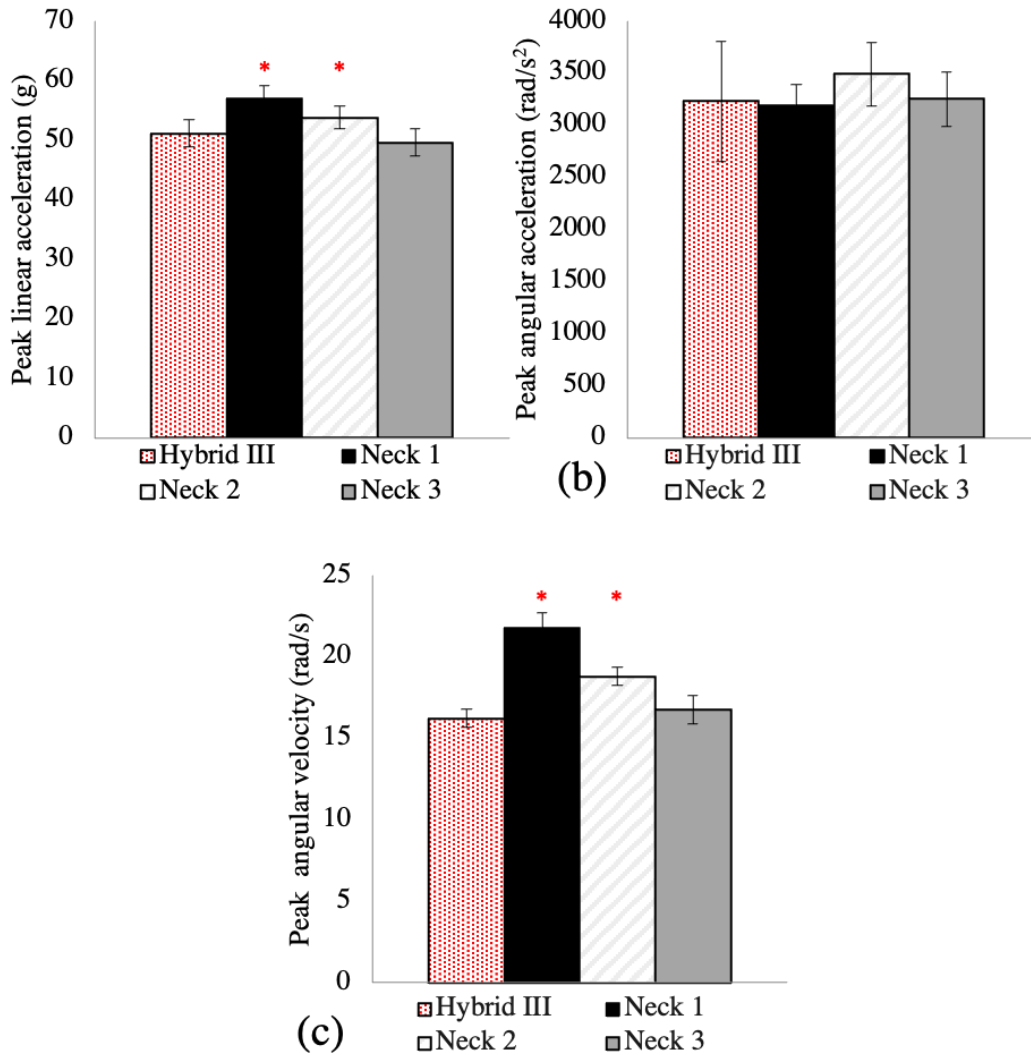 Peak linear acceleration (g)
70
60
50
40
30
20
10
0
* *
Hybrid III Neck 1
Neck 2 Neck 3
Peak angular acceleration (rad/s²)
4000
3500
3000
2500
2000
1500
1000
500
0
Hybrid III Neck 1
(b) Neck 2 Neck 3
Peak angular velocity (rad/s)
25
20
15
10
5
0
* *
Hybrid III Neck 1
(c) Neck 2 Neck 3